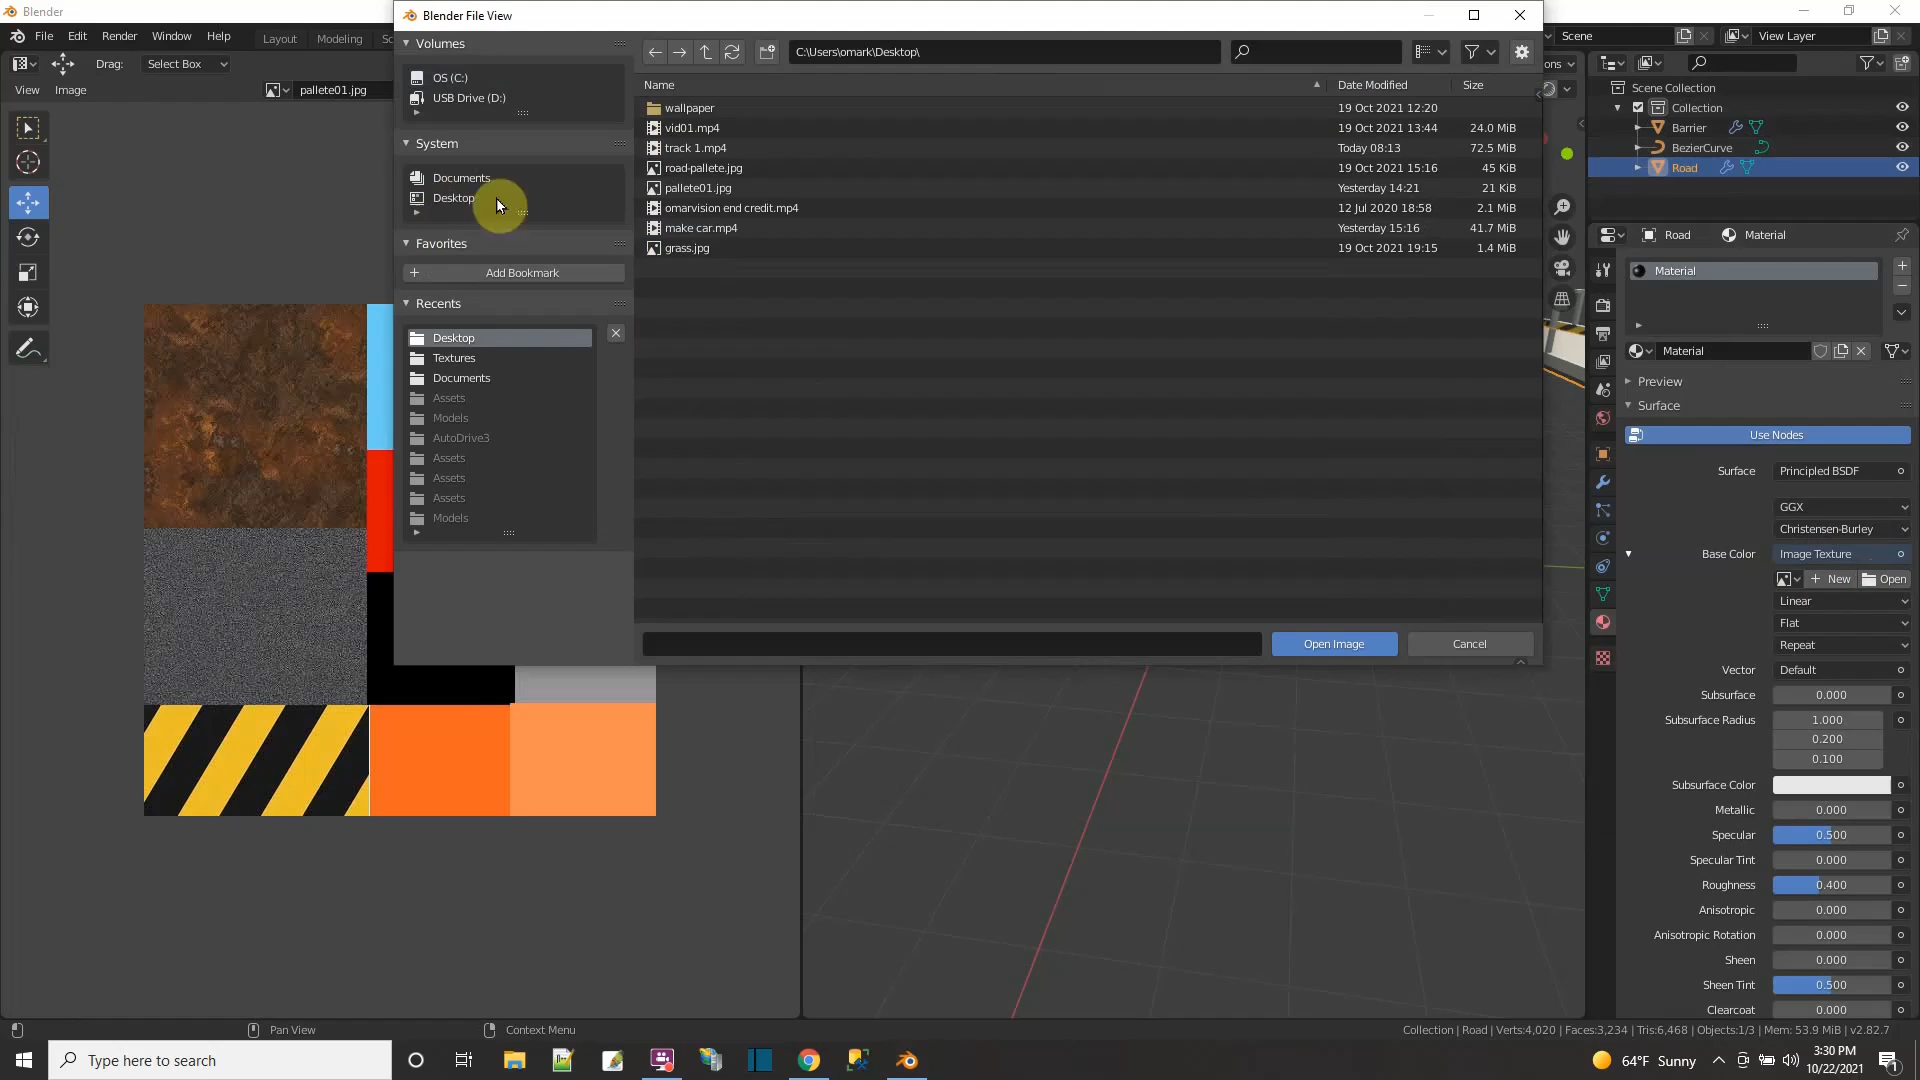 Blender
File Edit Render Window Help Layout Modeling Sc
Drag: Select Box
View Image pallete01.jpg
Blender File View
Volumes
OS (C:)
USB Drive (D:)
System
Documents
Desktop
Favorites
Add Bookmark
Recents
Desktop
Textures
Documents
Assets
Models
AutoDrive3
Assets
Assets
Assets
Models
C:\Users\omark\Desktop\
Name Date Modified Size
wallpaper 19 Oct 2021 12:20
vid01.mp4 19 Oct 2021 13:44 24.0 MiB
track 1.mp4 Today 08:13 72.5 MiB
road-pallete.jpg 19 Oct 2021 15:16 45 KiB
pallete01.jpg Yesterday 14:21 21 KiB
omarvision end credit.mp4 12 Jul 2020 18:58 2.1 MiB
make car.mp4 Yesterday 15:16 41.7 MiB
grass.jpg 19 Oct 2021 19:15 1.4 MiB
Open Image Cancel
Scene View Layer
ons
Scene Collection
Collection
Barrier
BezierCurve
Road
Road Material
Material
Material
Preview
Surface
Use Nodes
Surface Principled BSDF
GGX
Christensen-Burley
Base Color Image Texture
New Open
Linear
Flat
Repeat
Vector Default
Subsurface 0.000
Subsurface Radius 1.000
0.200
0.100
Subsurface Color
Metallic 0.000
Specular 0.500
Specular Tint 0.000
Roughness 0.400
Anisotropic 0.000
Anisotropic Rotation 0.000
Sheen 0.000
Sheen Tint 0.500
Clearcoat 0.000
Pan View Context Menu Collection | Road | Verts:4,020 | Faces:3,234 | Tris:6,468 | Objects:1/3 | Mem: 53.9 MiB | v2.82.7
Type here to search 64°F Sunny 3:30 PM
10/22/2021
1